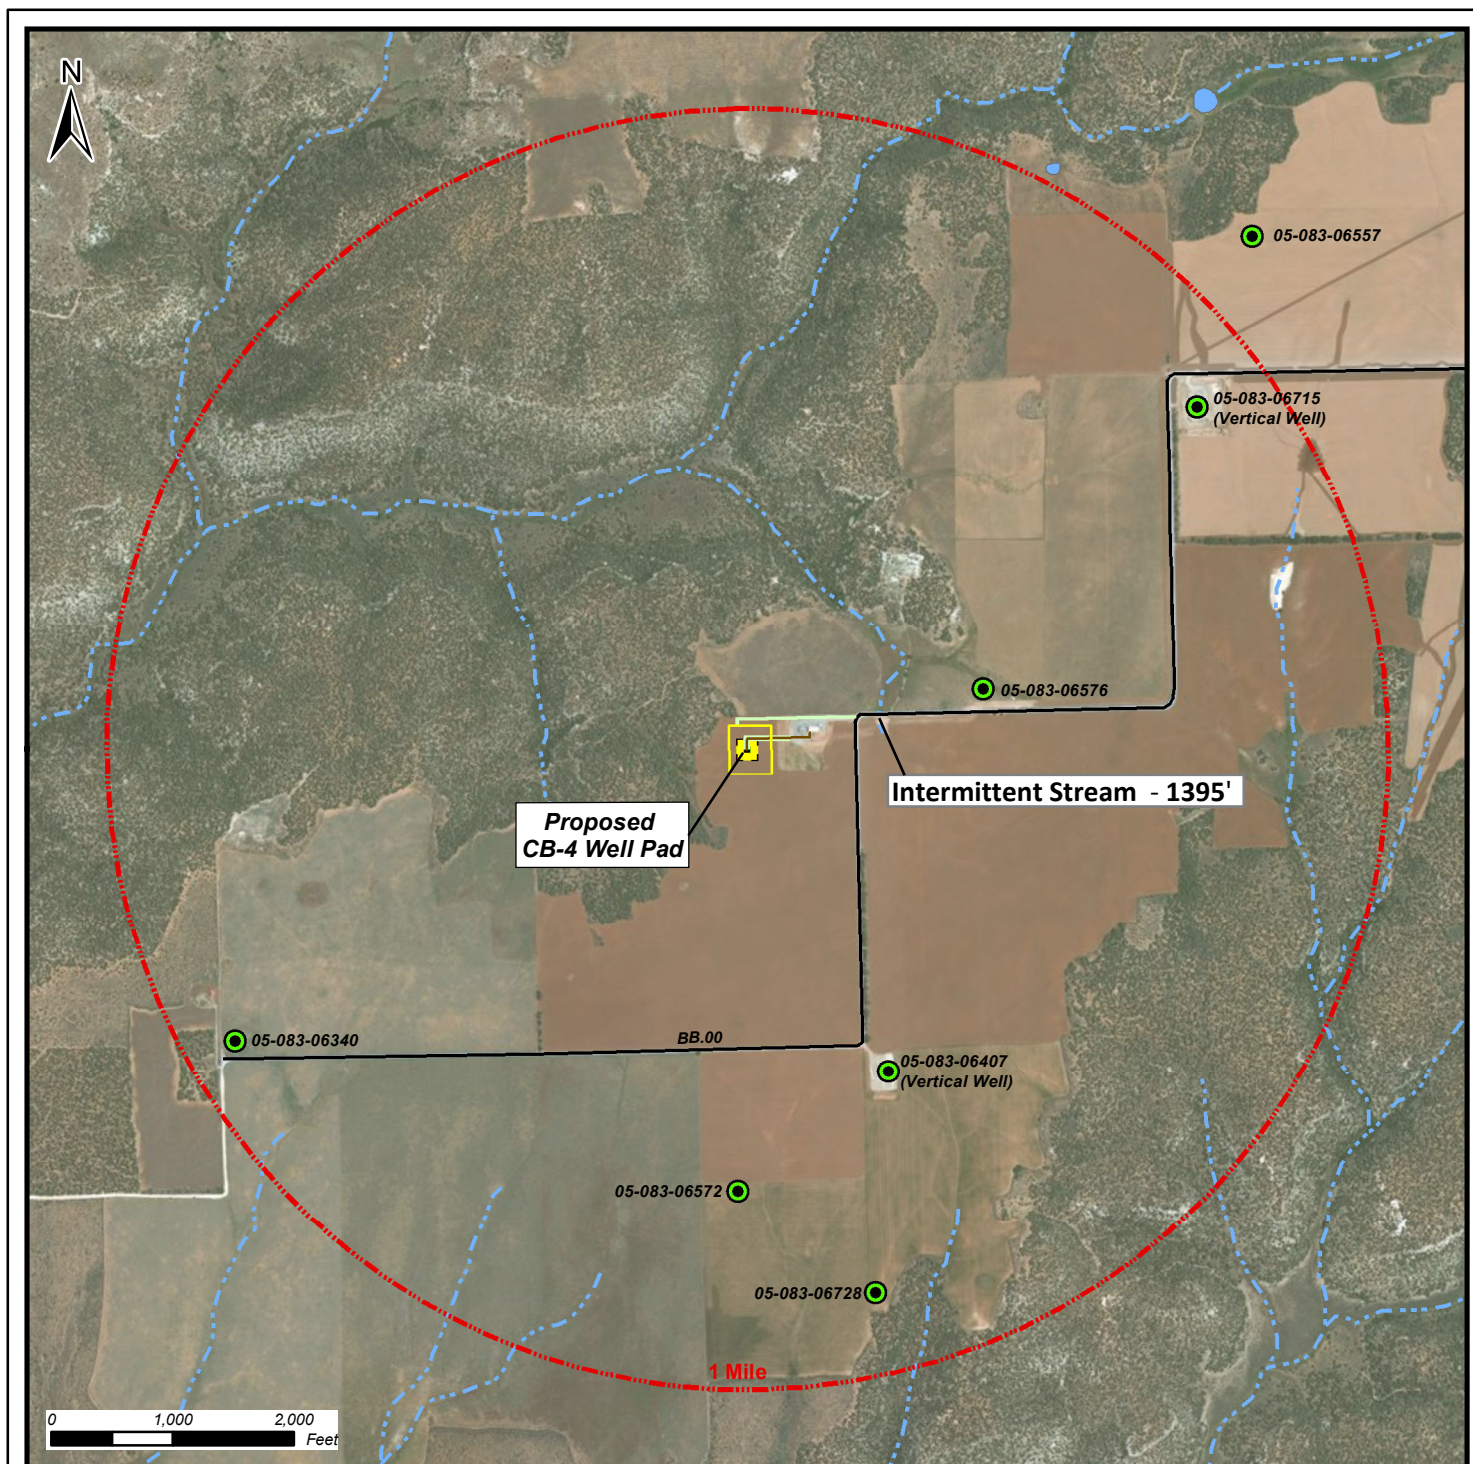 N
05-083-06557
05-083-06715
(Vertical Well)
05-083-06576
Intermittent Stream - 1395'
Proposed
CB-4 Well Pad
05-083-06340
BB.00
05-083-06407
(Vertical Well)
05-083-06572
05-083-06728
1 Mile
0 1,000 2,000
Feet